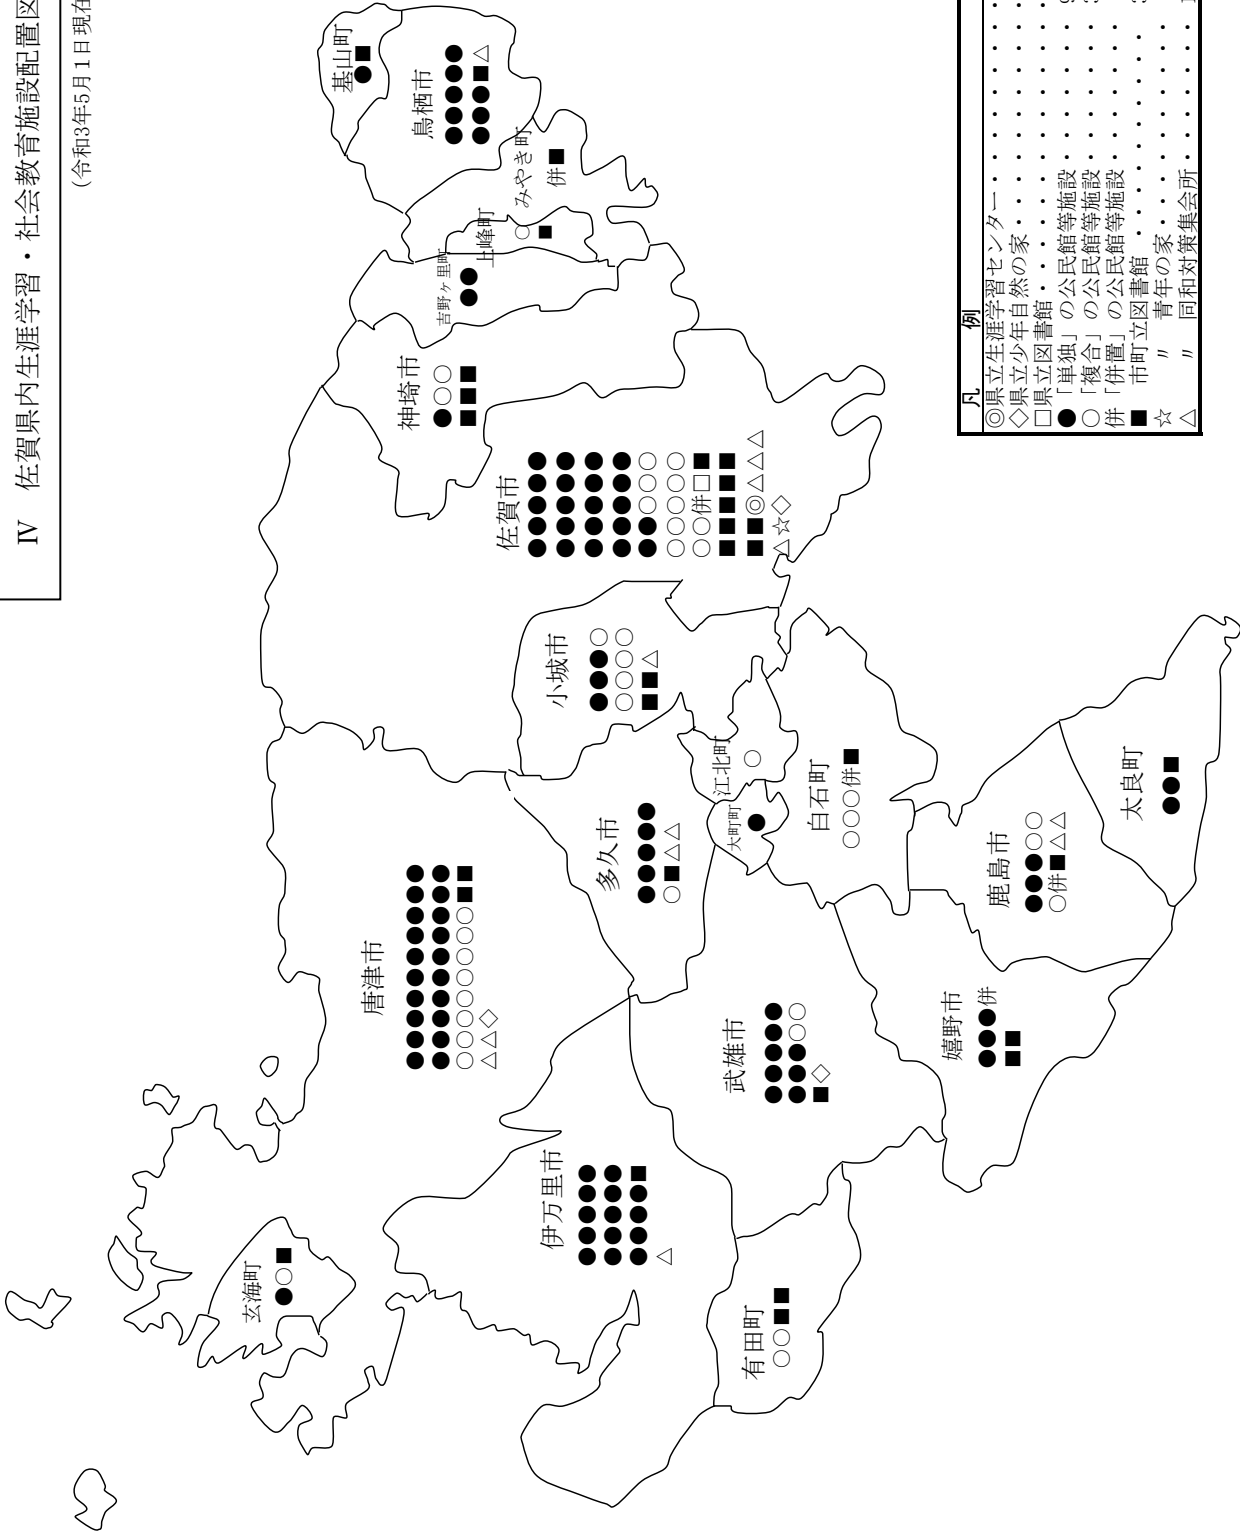 Ⅳ 佐賀県内生涯学習・社会教育施設配置図
(令和3年5月1日現在
玄海町
●○■
唐津市
●●●●●●●●●●
●●●●●●●●●●
○○○○○○○○■■
△△◇
基山町
●■
鳥栖市
●●●●●
●●●■△
みやき町
併■
上峰町
○
■
吉野ヶ里町
●●
神埼市
●○○
■■■
佐賀市
●●●●●
●●●●●
●●●●●
●●●●●
●●○○○
○○○○○
○○併□■
■■■■■
■■◎△△△
△☆◇
小城市
●●●○
○○○○
■■△
多久市
●●●●●
○■△△
伊万里市
●●●●●
●●●●●
●●●●■
△
江北町
○
大町町
●
武雄市
●●●●●
●●●○○
■◇
有田町
○○■■
白石町
○○○併■
嬉野市
●●●併
■■
鹿島市
●●●○○
○併■△△
太良町
●●■
凡 例
◎県立生涯学習センター・・・・・・・・
◇県立少年自然の家・・・・・・・・・・
□県立図書館・・・・・・・・・・・・・
●「単独」の公民館等施設・・・・・・・
○「複合」の公民館等施設・・・・・・・
併「併置」の公民館等施設・・・・・・・
■ 市町立図書館・・・・・・・・・
☆ 〃 青年の家・・・・・・・・・・
△ 〃 同和対策集会所・・・・・・・